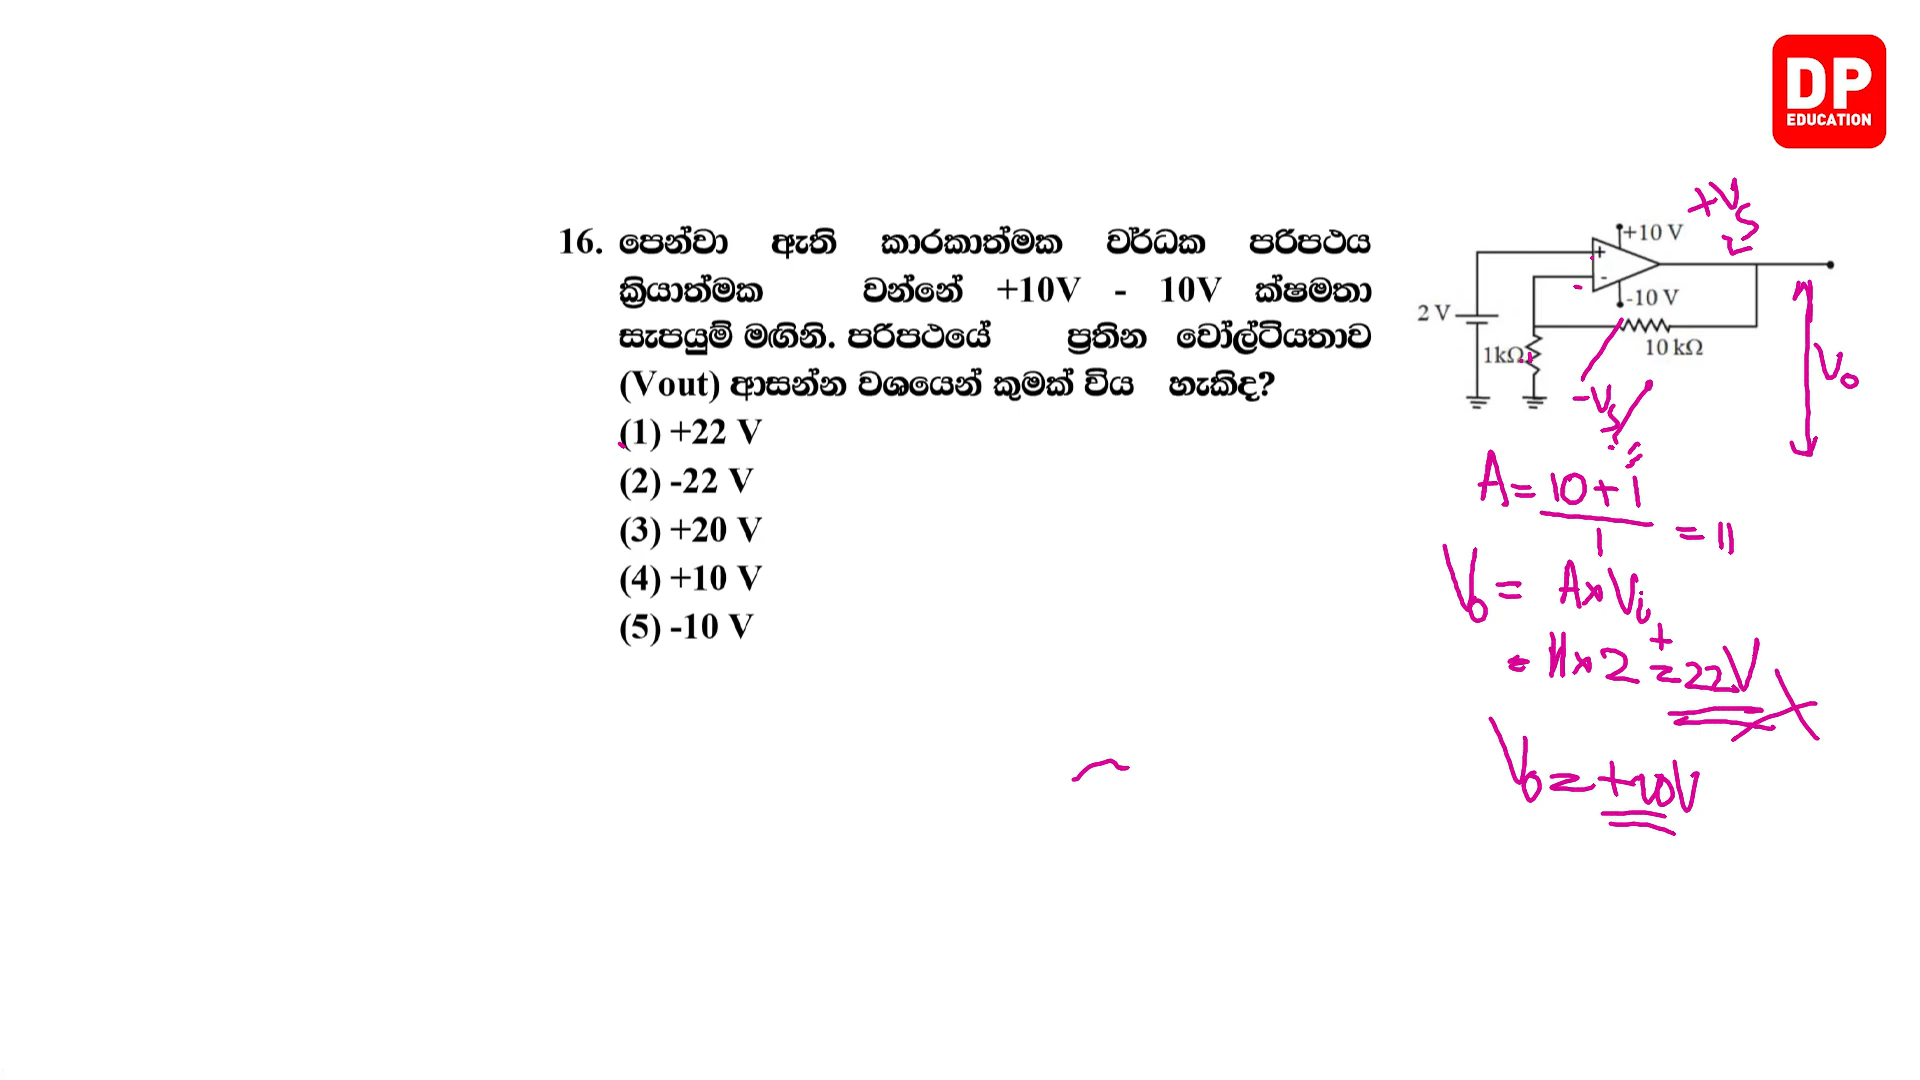 DP
EDUCATION
16. පෙන්වා ඇති කාරකාත්මක වර්ධක පරිපථය
ක්‍රියාත්මක වන්නේ +10V - 10V ක්ෂමතා
සැපයුම් මඟිනි. පරිපථයේ ප්‍රතින වෝල්ටියතාව
(Vout) ආසන්න වශයෙන් කුමක් විය හැකිද?
(1) +22 V
(2) -22 V
(3) +20 V
(4) +10 V
(5) -10 V
+Vs
+10 V
+
-
-10 V
2 V
1kΩ
10 kΩ
Vo
-Vs
A = 10 + 1
1
= 11
Vo = A × Vi
= 11 × 2 = +22V
Vo = +10V